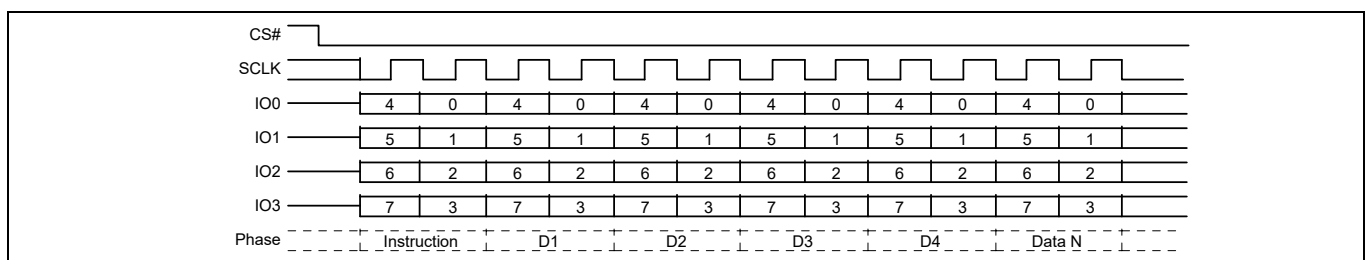 CS#
SCLK
IO0 4 0 4 0 4 0 4 0 4 0 4 0
IO1 5 1 5 1 5 1 5 1 5 1 5 1
IO2 6 2 6 2 6 2 6 2 6 2 6 2
IO3 7 3 7 3 7 3 7 3 7 3 7 3
Phase Instruction D1 D2 D3 D4 Data N